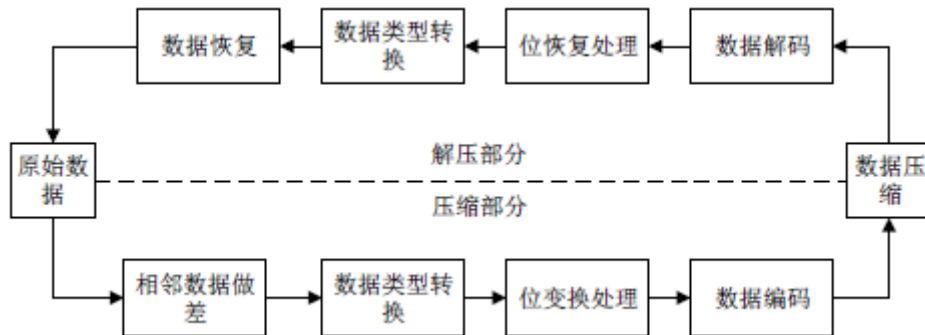 数据恢复
数据类型转
换
位恢复处理
数据解码
原始数
据
解压部分
压缩部分
数据压
缩
相邻数据做
差
数据类型转
换
位变换处理
数据编码